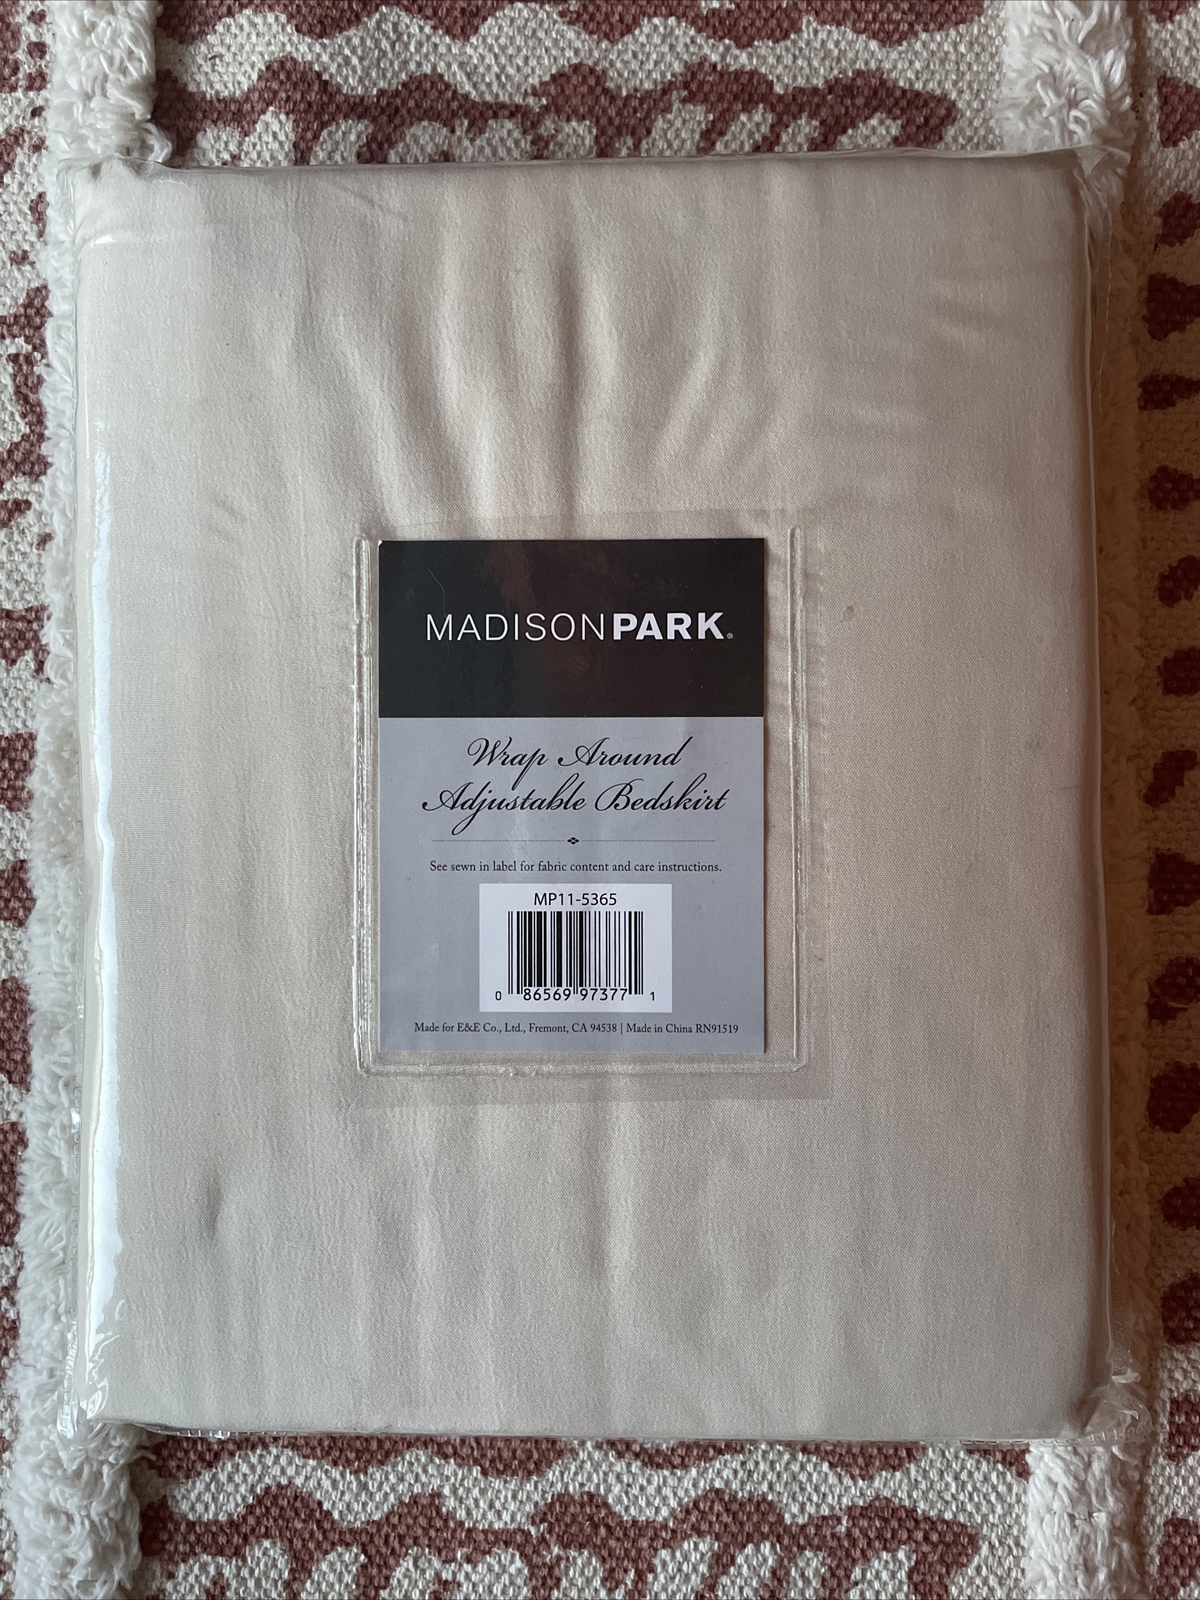 MADISONPARK®
Wrap Around
Adjustable Bedskirt
See sewn in label for fabric content and care instructions.
MP11-5365
0 86569 97377 1
Made for E&E Co., Ltd., Fremont, CA 94538 | Made in China RN91519